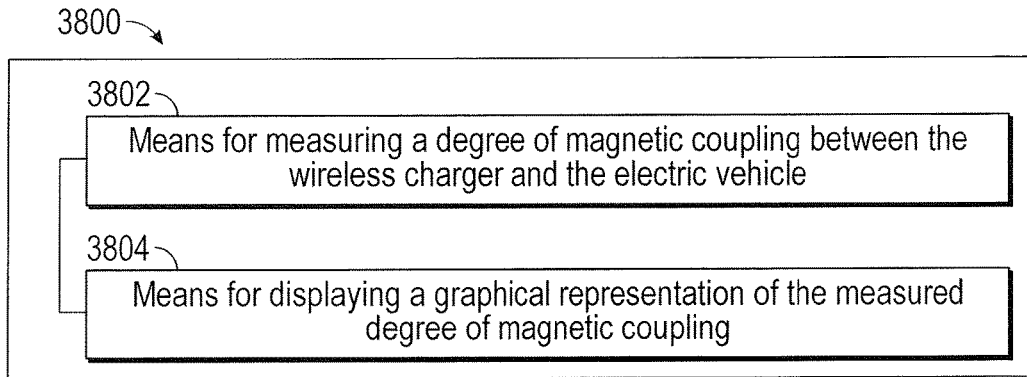 3800
3802
Means for measuring a degree of magnetic coupling between the
wireless charger and the electric vehicle
3804
Means for displaying a graphical representation of the measured
degree of magnetic coupling